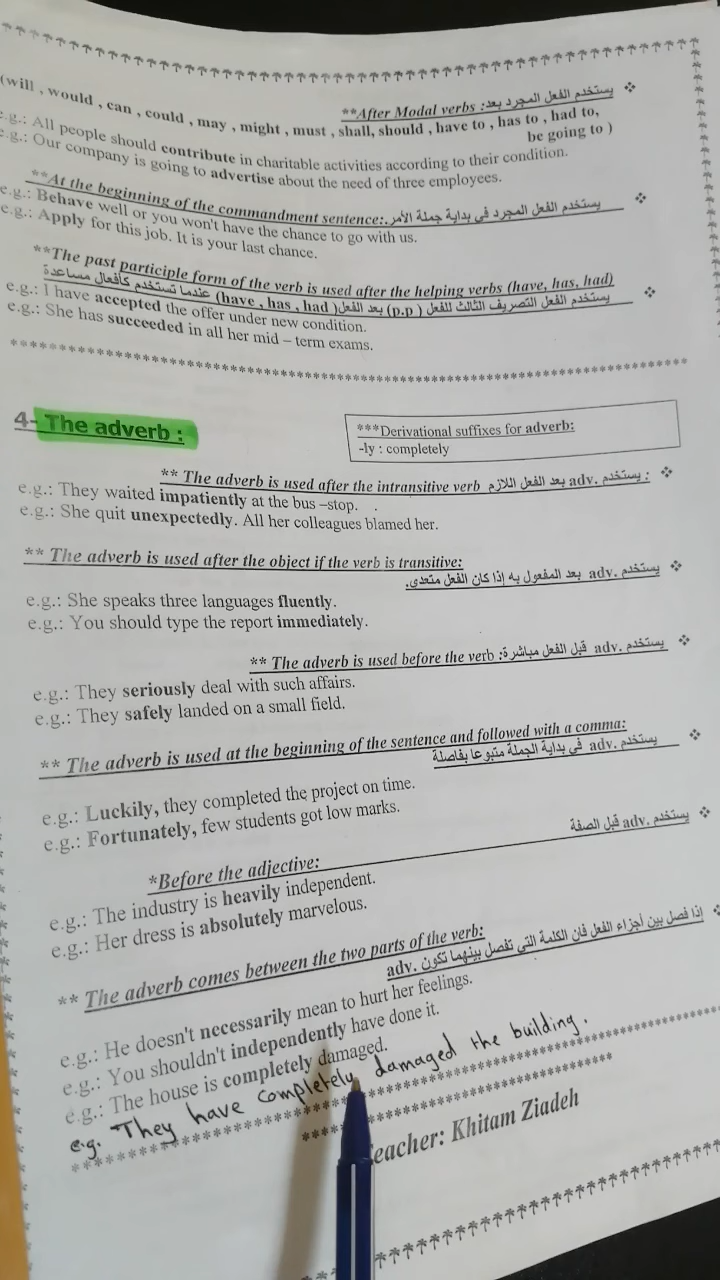 **After Modal verbs :يستخدم الفعل المجرد بعد ❖
(will , would , can , could , may , might , must , shall, should , have to , has to , had to,
be going to )
e.g.: All people should contribute in charitable activities according to their condition.
e.g.: Our company is going to advertise about the need of three employees.
**At the beginning of the commandment sentence:.يستخدم الفعل المجرد في بداية جملة الأمر ❖
e.g.: Behave well or you won't have the chance to go with us.
e.g.: Apply for this job. It is your last chance.
**The past participle form of the verb is used after the helping verbs (have, has, had)
يستخدم الفعل التصريف الثالث للفعل (p.p) بعد الفعل( have , has , had) عندما تستخدم كأفعال مساعدة ❖
e.g.: I have accepted the offer under new condition.
e.g.: She has succeeded in all her mid – term exams.
4- The adverb :
***Derivational suffixes for adverb:
-ly : completely
** The adverb is used after the intransitive verb يستخدم .adv بعد الفعل اللازم : ❖
e.g.: They waited impatiently at the bus –stop.
e.g.: She quit unexpectedly. All her colleagues blamed her.
** The adverb is used after the object if the verb is transitive:
يستخدم .adv بعد المفعول به إذا كان الفعل متعدي. ❖
e.g.: She speaks three languages fluently.
e.g.: You should type the report immediately.
** The adverb is used before the verb :يستخدم .adv قبل الفعل مباشرة ❖
e.g.: They seriously deal with such affairs.
e.g.: They safely landed on a small field.
** The adverb is used at the beginning of the sentence and followed with a comma:
يستخدم .adv في بداية الجملة متبوعا بفاصلة ❖
e.g.: Luckily, they completed the project on time.
e.g.: Fortunately, few students got low marks.
يستخدم .adv قبل الصفة ❖
*Before the adjective:
e.g.: The industry is heavily independent.
e.g.: Her dress is absolutely marvelous.
** The adverb comes between the two parts of the verb:
إذا فصل بين أجزاء الفعل فان الكلمة التي تفصل بينهما تكون .adv ❖
e.g.: He doesn't necessarily mean to hurt her feelings.
e.g.: You shouldn't independently have done it.
e.g.: The house is completely damaged.
e.g. They have completely damaged the building.
eacher: Khitam Ziadeh